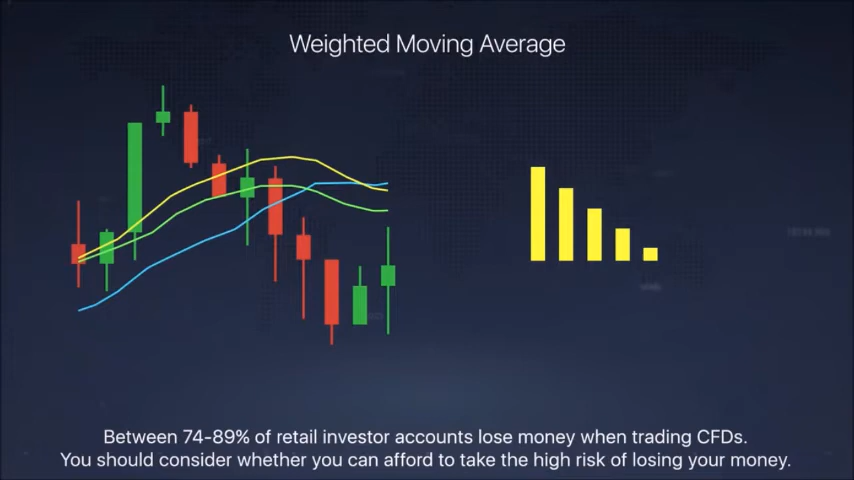 Weighted Moving Average
Between 74-89% of retail investor accounts lose money when trading CFDs.
You should consider whether you can afford to take the high risk of losing your money.